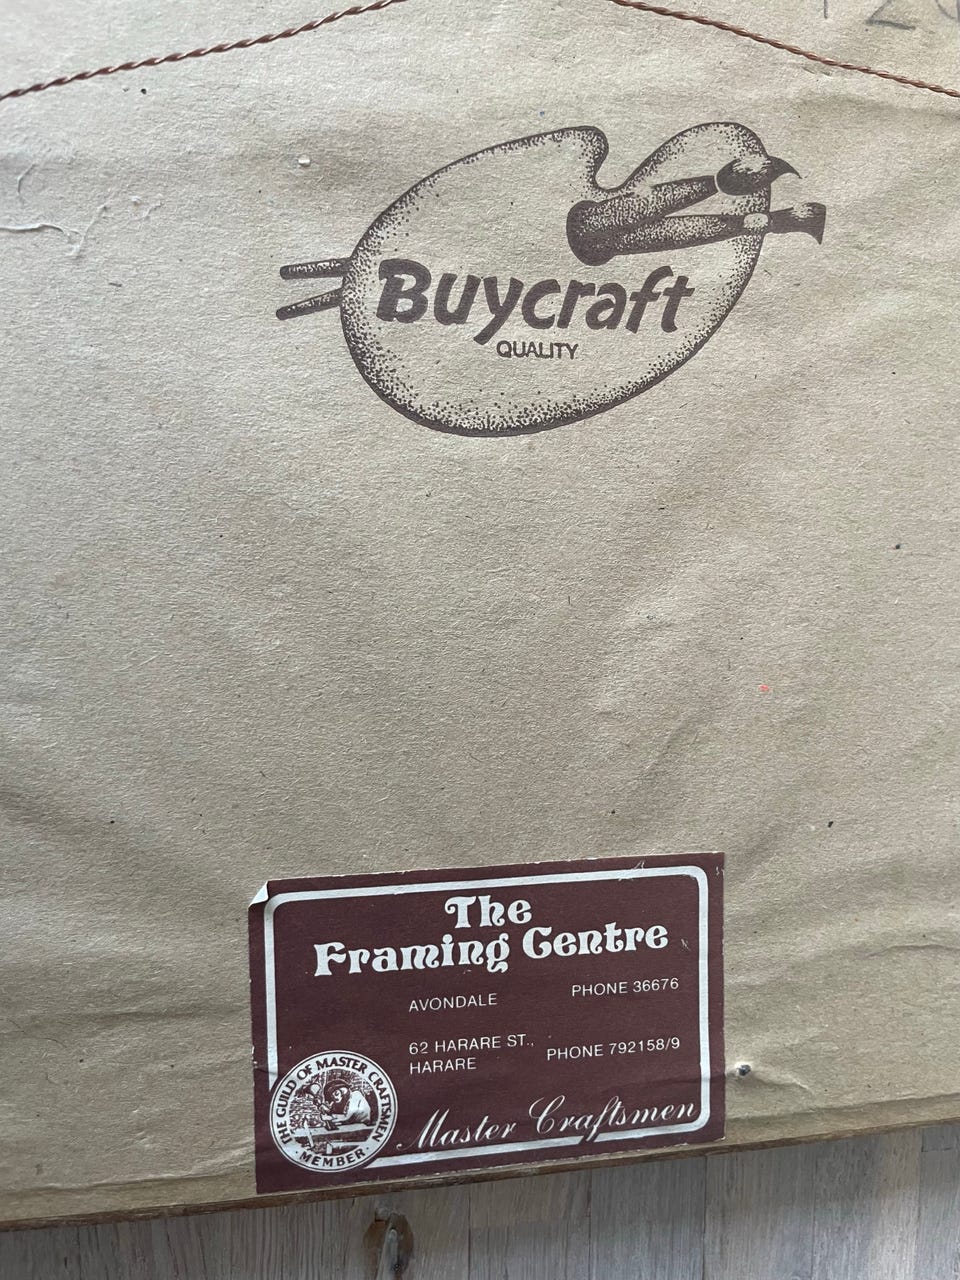 Buycraft
QUALITY
The
Framing Centre
AVONDALE PHONE 36676
62 HARARE ST., PHONE 792158/9
HARARE
THE GUILD OF MASTER CRAFTSMEN
· MEMBER ·
Master Craftsmen